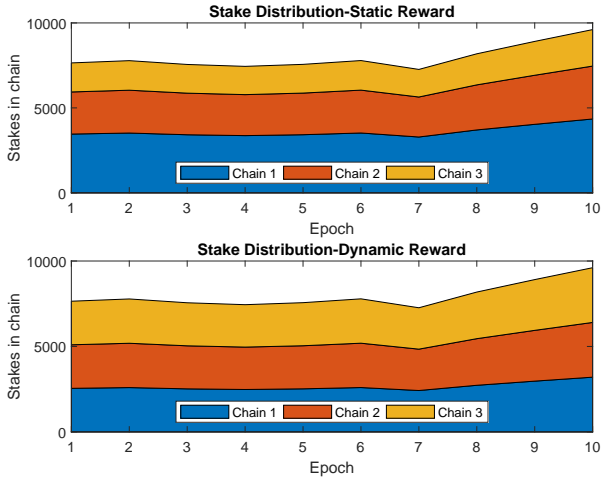 Stake Distribution-Static Reward
10000
5000
0
Stakes in chain
Chain 1 Chain 2 Chain 3
1 2 3 4 5 6 7 8 9 10
Epoch
Stake Distribution-Dynamic Reward
10000
5000
0
Stakes in chain
Chain 1 Chain 2 Chain 3
1 2 3 4 5 6 7 8 9 10
Epoch